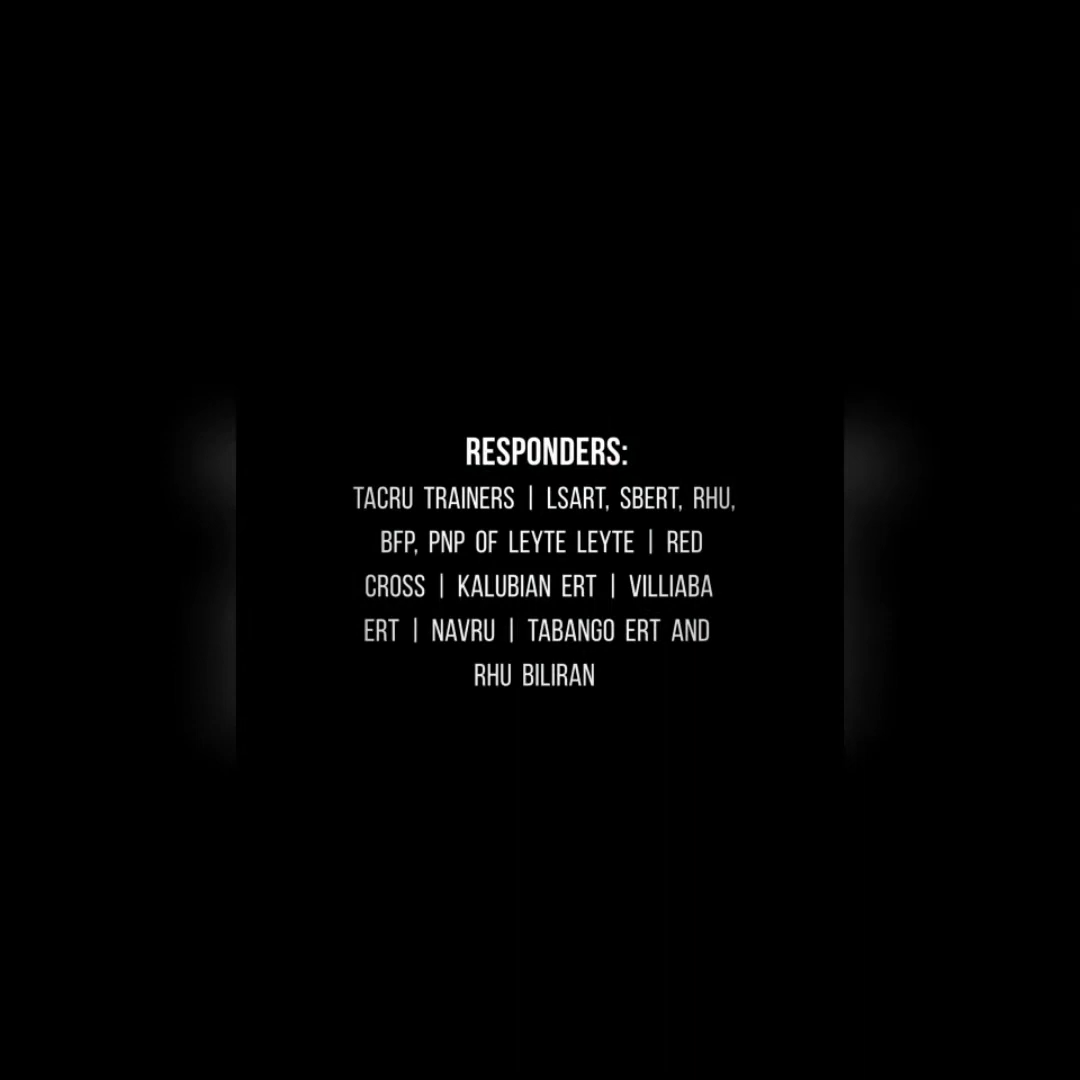 RESPONDERS:
TACRU TRAINERS | LSART, SBERT, RHU,
BFP, PNP OF LEYTE LEYTE | RED
CROSS | KALUBIAN ERT | VILLIABA
ERT | NAVRU | TABANGO ERT AND
RHU BILIRAN